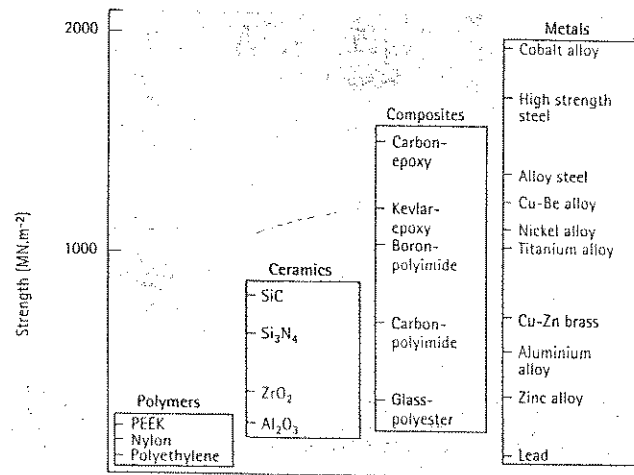 Metals
2000
Cobalt alloy
High strength
steel
Composites
Carbon-
epoxy
Alloy steel
Cu-Be alloy
Kevlar-
epoxy
Nickel alloy
Boron-
polyimide
Titanium alloy
1000
Strength (MN.m-2)
Ceramics
SiC
Si3N4
Carbon-
polyimide
Cu-Zn brass
Aluminium
alloy
ZrO2
Glass-
polyester
Zinc alloy
Al2O3
Polymers
PEEK
Nylon
Polyethylene
Lead